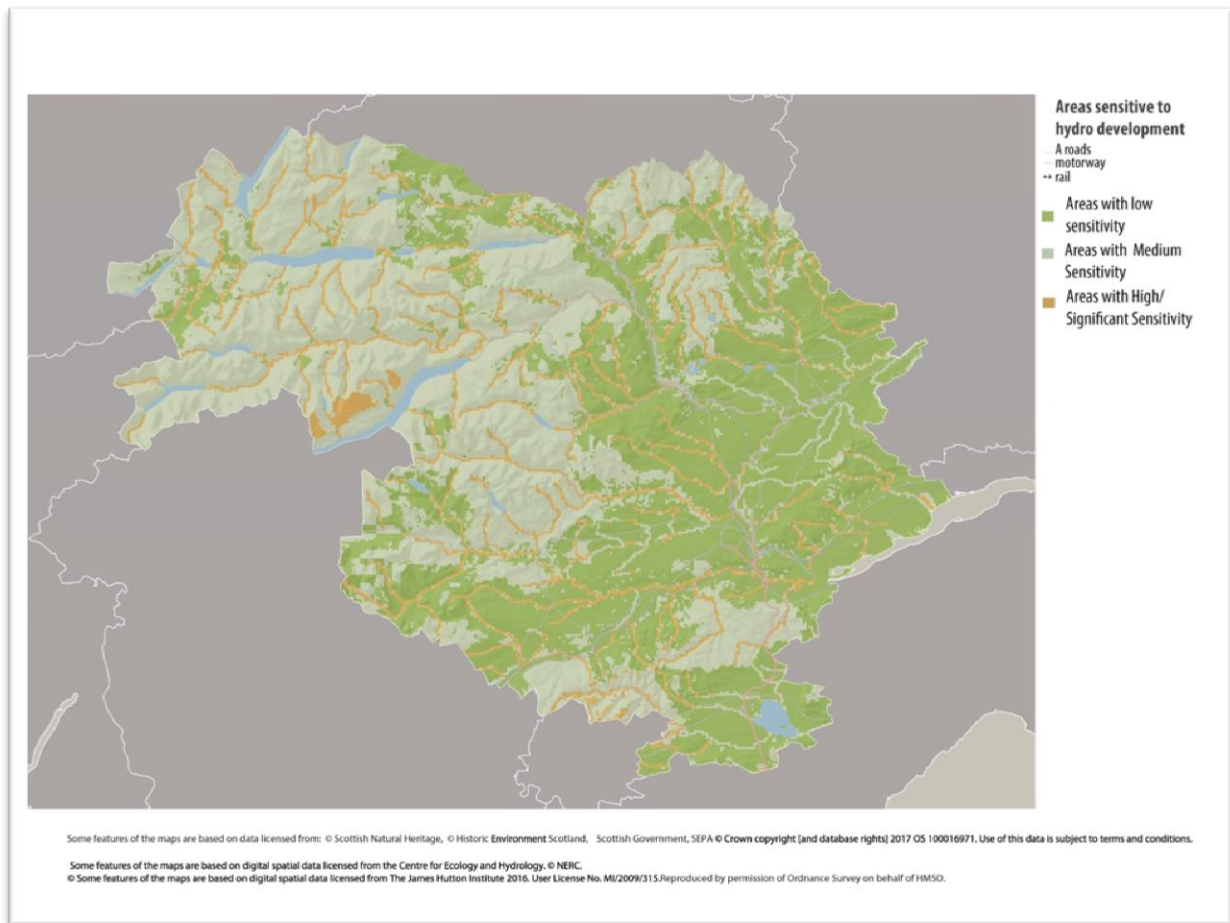 Areas sensitive to
hydro development
A roads
motorway
rail
Areas with low
sensitivity
Areas with Medium
Sensitivity
Areas with High/
Significant Sensitivity
Some features of the maps are based on data licensed from: © Scottish Natural Heritage, © Historic Environment Scotland, Scottish Government, SEPA © Crown copyright [and database rights] 2017 OS 100016971. Use of this data is subject to terms and conditions.
Some features of the maps are based on digital spatial data licensed from the Centre for Ecology and Hydrology. © NERC.
© Some features of the maps are based on digital spatial data licensed from The James Hutton Institute 2016. User License No. MI/2009/315.Reproduced by permission of Ordnance Survey on behalf of HMSO.